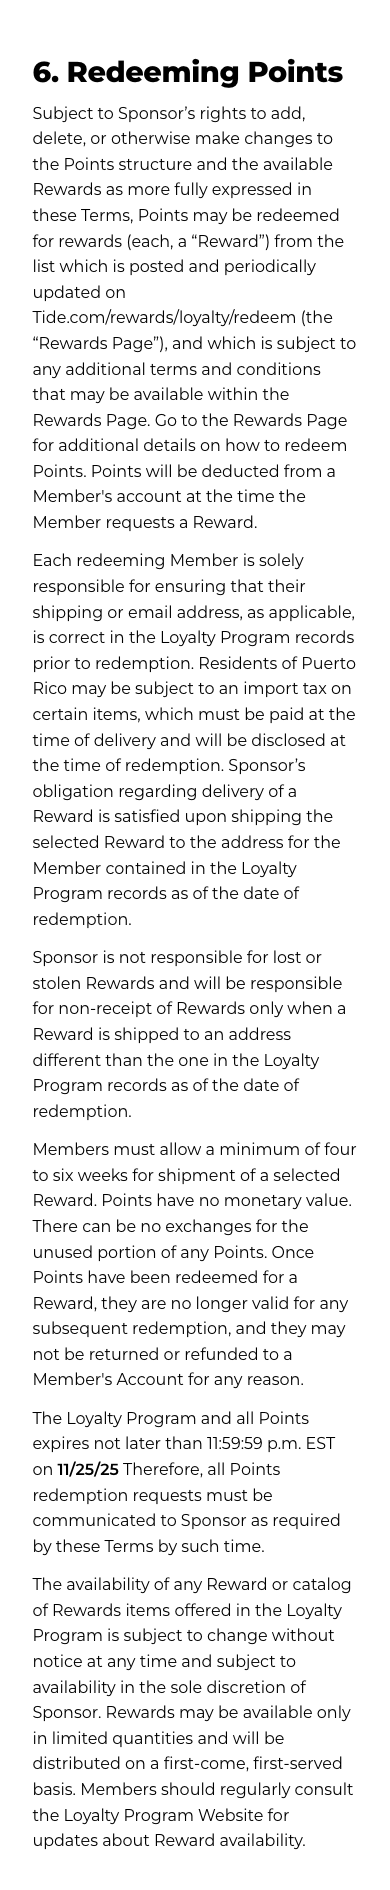 6. Redeeming Points
Subject to Sponsor’s rights to add,
delete, or otherwise make changes to
the Points structure and the available
Rewards as more fully expressed in
these Terms, Points may be redeemed
for rewards (each, a “Reward”) from the
list which is posted and periodically
updated on
Tide.com/rewards/loyalty/redeem (the
“Rewards Page”), and which is subject to
any additional terms and conditions
that may be available within the
Rewards Page. Go to the Rewards Page
for additional details on how to redeem
Points. Points will be deducted from a
Member's account at the time the
Member requests a Reward.
Each redeeming Member is solely
responsible for ensuring that their
shipping or email address, as applicable,
is correct in the Loyalty Program records
prior to redemption. Residents of Puerto
Rico may be subject to an import tax on
certain items, which must be paid at the
time of delivery and will be disclosed at
the time of redemption. Sponsor’s
obligation regarding delivery of a
Reward is satisfied upon shipping the
selected Reward to the address for the
Member contained in the Loyalty
Program records as of the date of
redemption.
Sponsor is not responsible for lost or
stolen Rewards and will be responsible
for non-receipt of Rewards only when a
Reward is shipped to an address
different than the one in the Loyalty
Program records as of the date of
redemption.
Members must allow a minimum of four
to six weeks for shipment of a selected
Reward. Points have no monetary value.
There can be no exchanges for the
unused portion of any Points. Once
Points have been redeemed for a
Reward, they are no longer valid for any
subsequent redemption, and they may
not be returned or refunded to a
Member's Account for any reason.
The Loyalty Program and all Points
expires not later than 11:59:59 p.m. EST
on 11/25/25 Therefore, all Points
redemption requests must be
communicated to Sponsor as required
by these Terms by such time.
The availability of any Reward or catalog
of Rewards items offered in the Loyalty
Program is subject to change without
notice at any time and subject to
availability in the sole discretion of
Sponsor. Rewards may be available only
in limited quantities and will be
distributed on a first-come, first-served
basis. Members should regularly consult
the Loyalty Program Website for
updates about Reward availability.